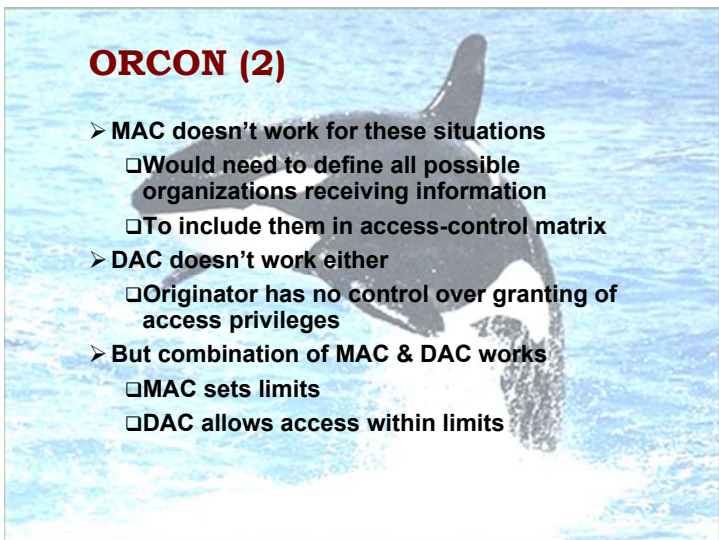 ORCON (2)
➢ MAC doesn’t work for these situations
❑Would need to define all possible
organizations receiving information
❑To include them in access-control matrix
➢ DAC doesn’t work either
❑Originator has no control over granting of
access privileges
➢ But combination of MAC & DAC works
❑MAC sets limits
❑DAC allows access within limits